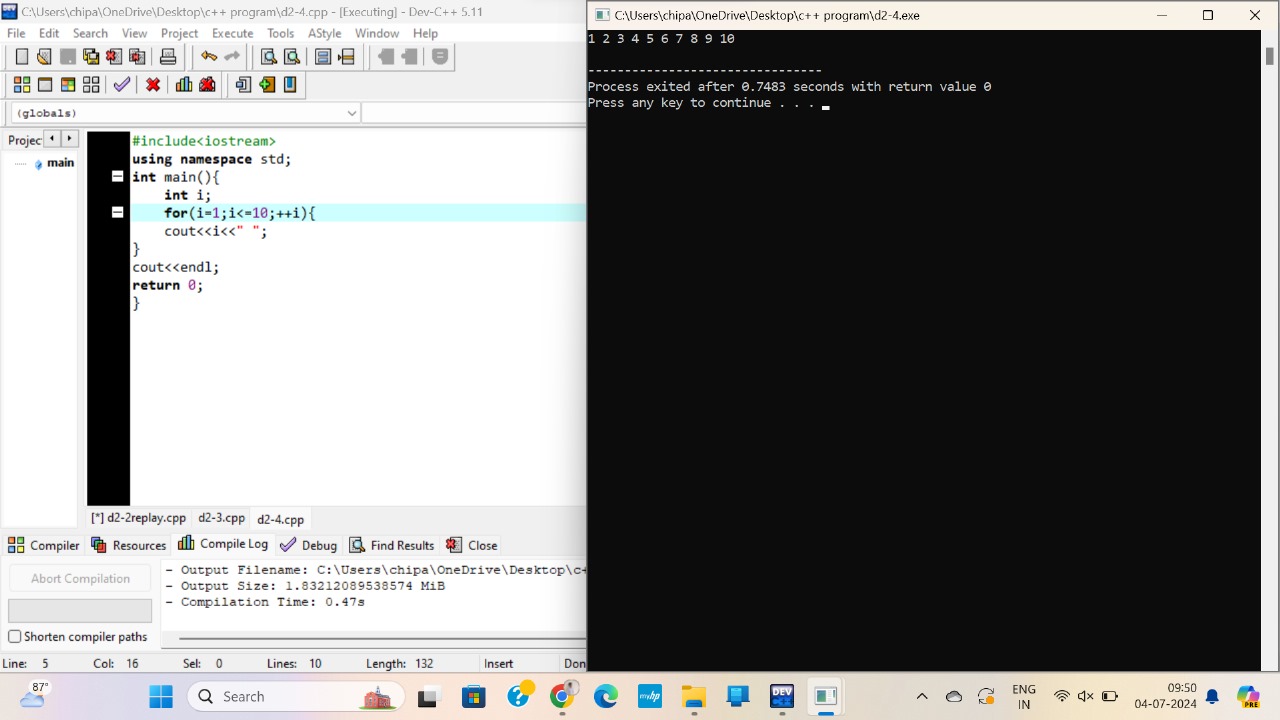 C:\Users\chipa\OneDrive\Desktop\c++ program\d2-4.cpp - [Executing] - Dev-C++ 5.11
File Edit Search View Project Execute Tools AStyle Window Help
(globals)
Projec
main
#include<iostream>
using namespace std;
int main(){
int i;
for(i=1;i<=10;++i){
cout<<i<<" ";
}
cout<<endl;
return 0;
}
[*] d2-2replay.cpp d2-3.cpp d2-4.cpp
Compiler Resources Compile Log Debug Find Results Close
Abort Compilation
Shorten compiler paths
- Output Filename: C:\Users\chipa\OneDrive\Desktop\c+
- Output Size: 1.83212089538574 MiB
- Compilation Time: 0.47s
Line: 5 Col: 16 Sel: 0 Lines: 10 Length: 132 Insert Don
C:\Users\chipa\OneDrive\Desktop\c++ program\d2-4.exe
1 2 3 4 5 6 7 8 9 10
--------------------------------
Process exited after 0.7483 seconds with return value 0
Press any key to continue . . .
87°
Search
myhp
DEV
ENG
IN
09:50
04-07-2024
PRE